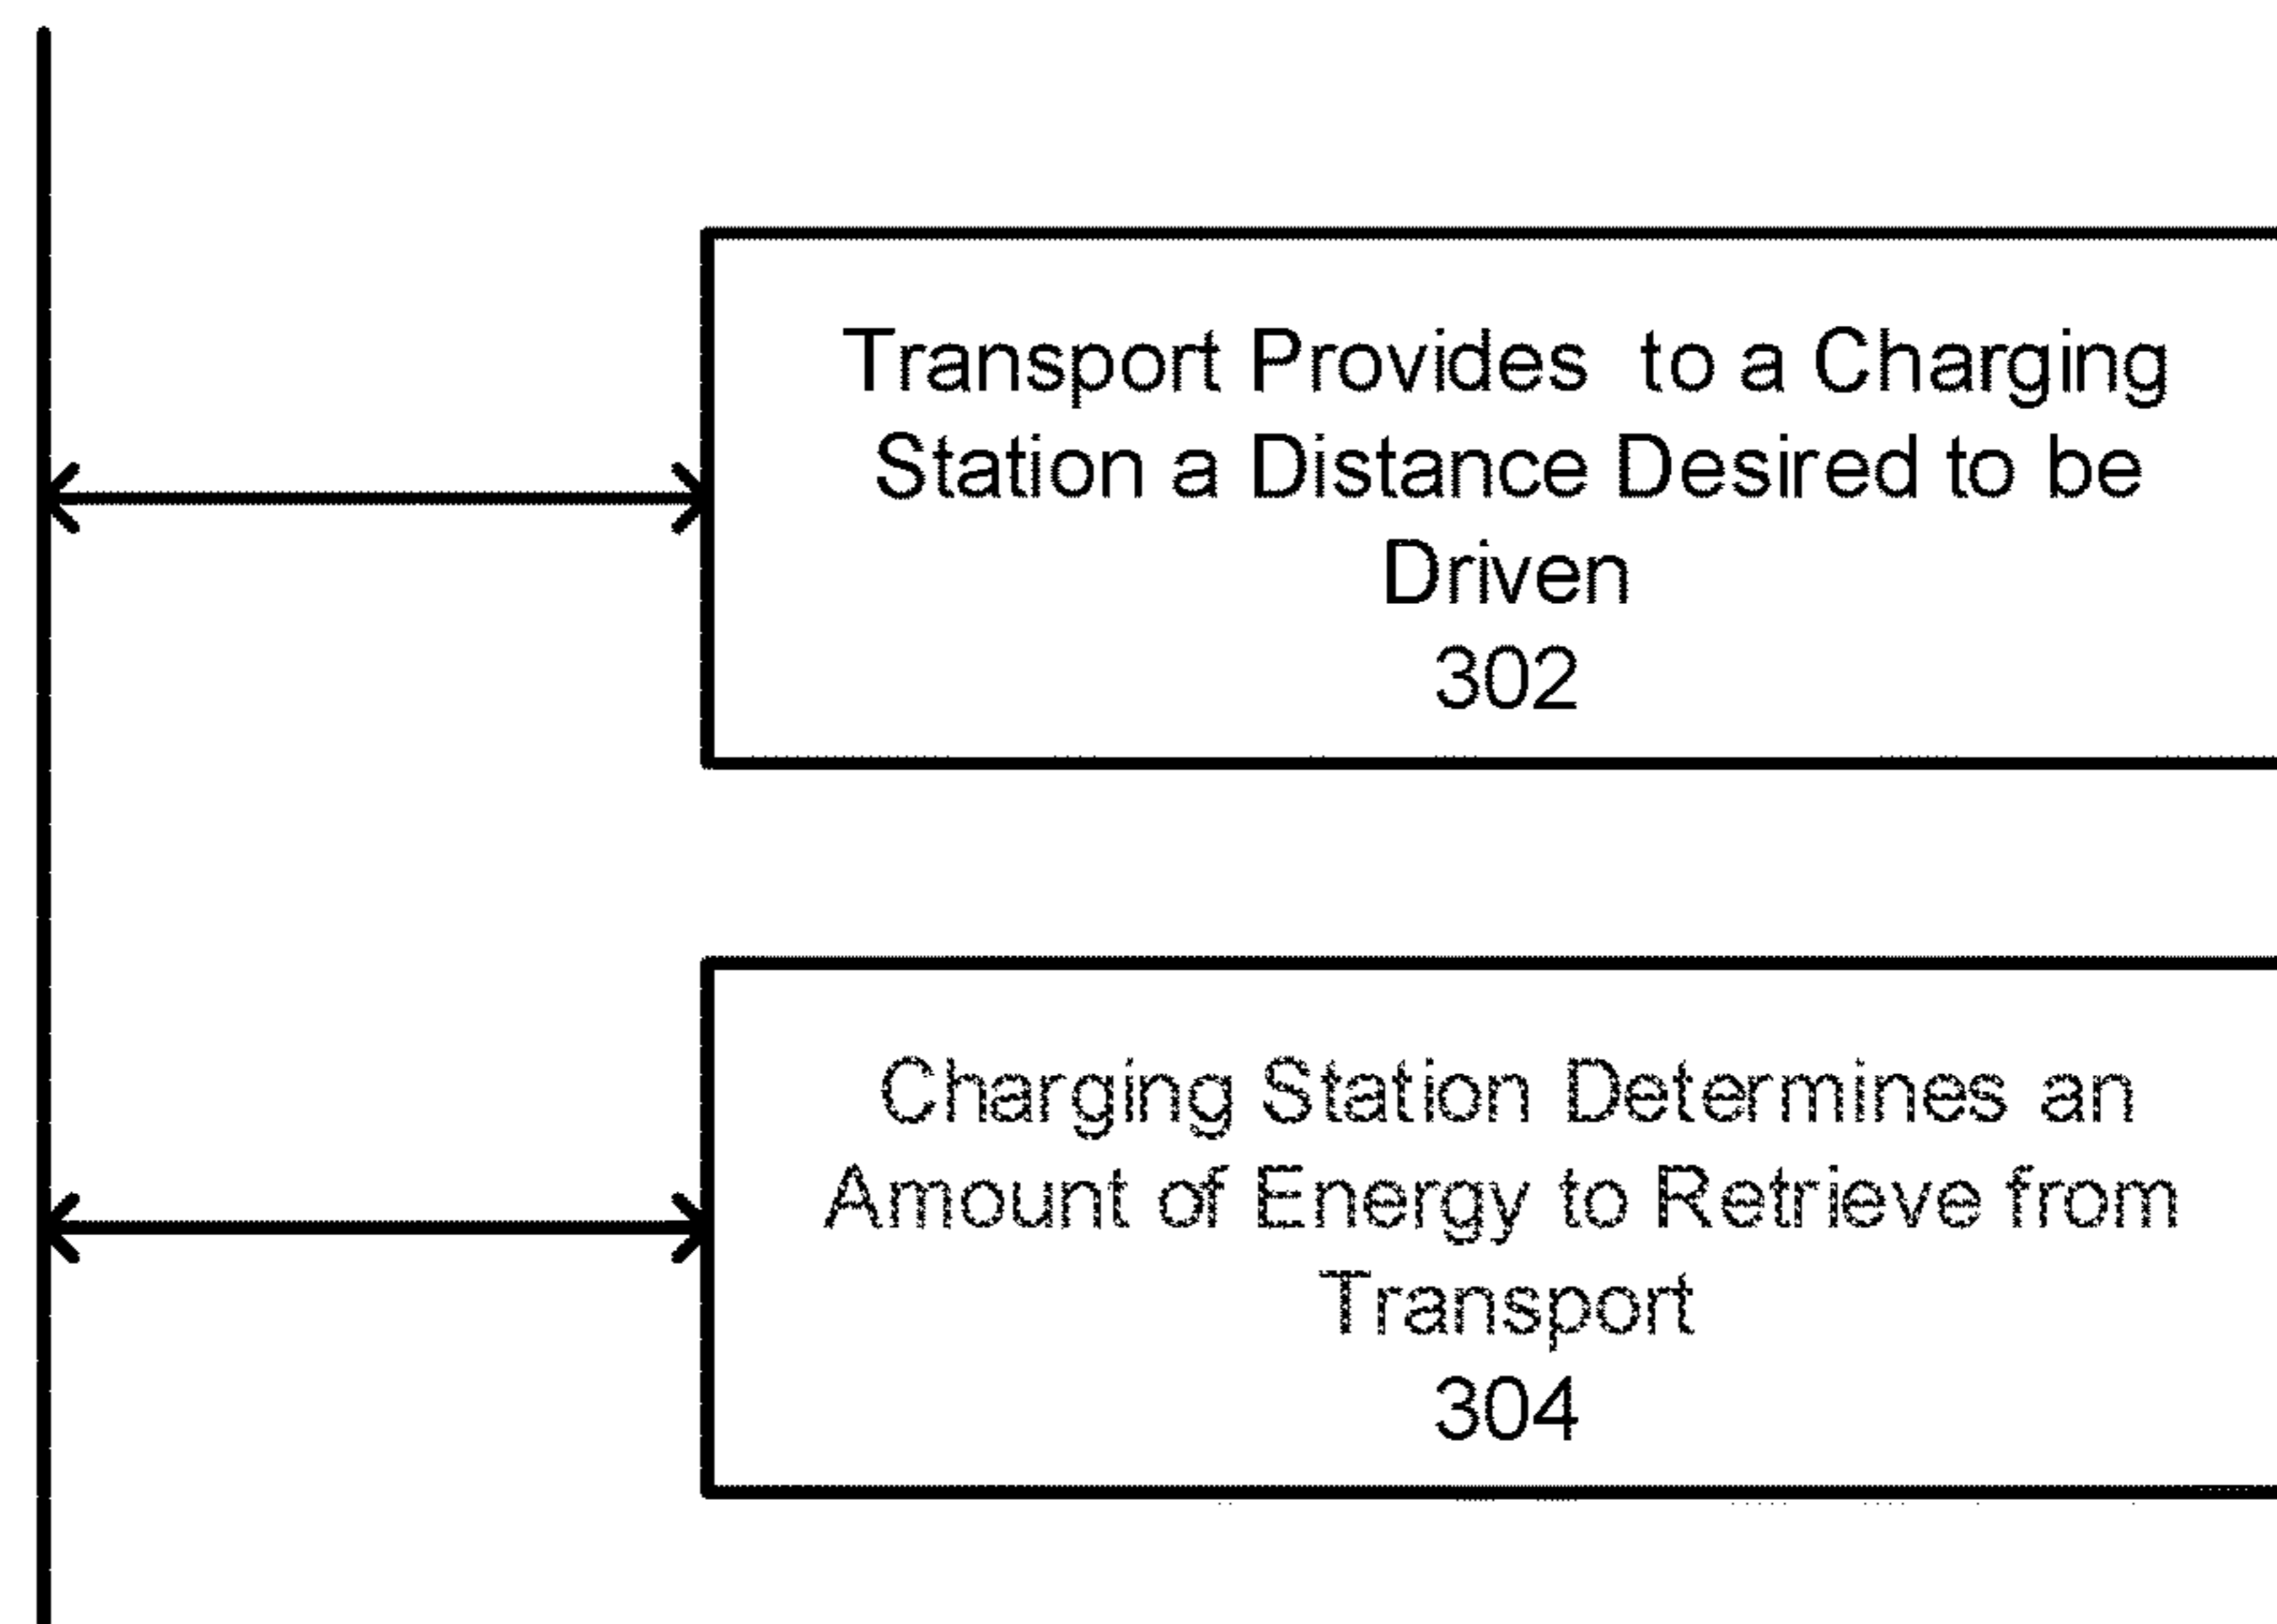 Transport Provides  to a Charging
Station a Distance Desired to be
Driven
302
Charging Station Determines an
Amount of Energy to Retrieve from
Transport
304